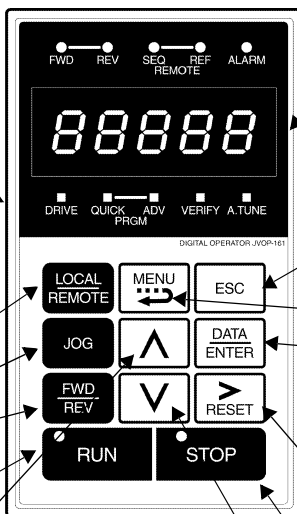 FWD REV SEQ REF ALARM
REMOTE
88888
DRIVE QUICK ADV VERIFY A.TUNE
PRGM
DIGITAL OPERATOR JVOP-161
LOCAL
REMOTE
MENU
ESC
JOG
DATA
ENTER
FWD
REV
>
RESET
RUN
STOP